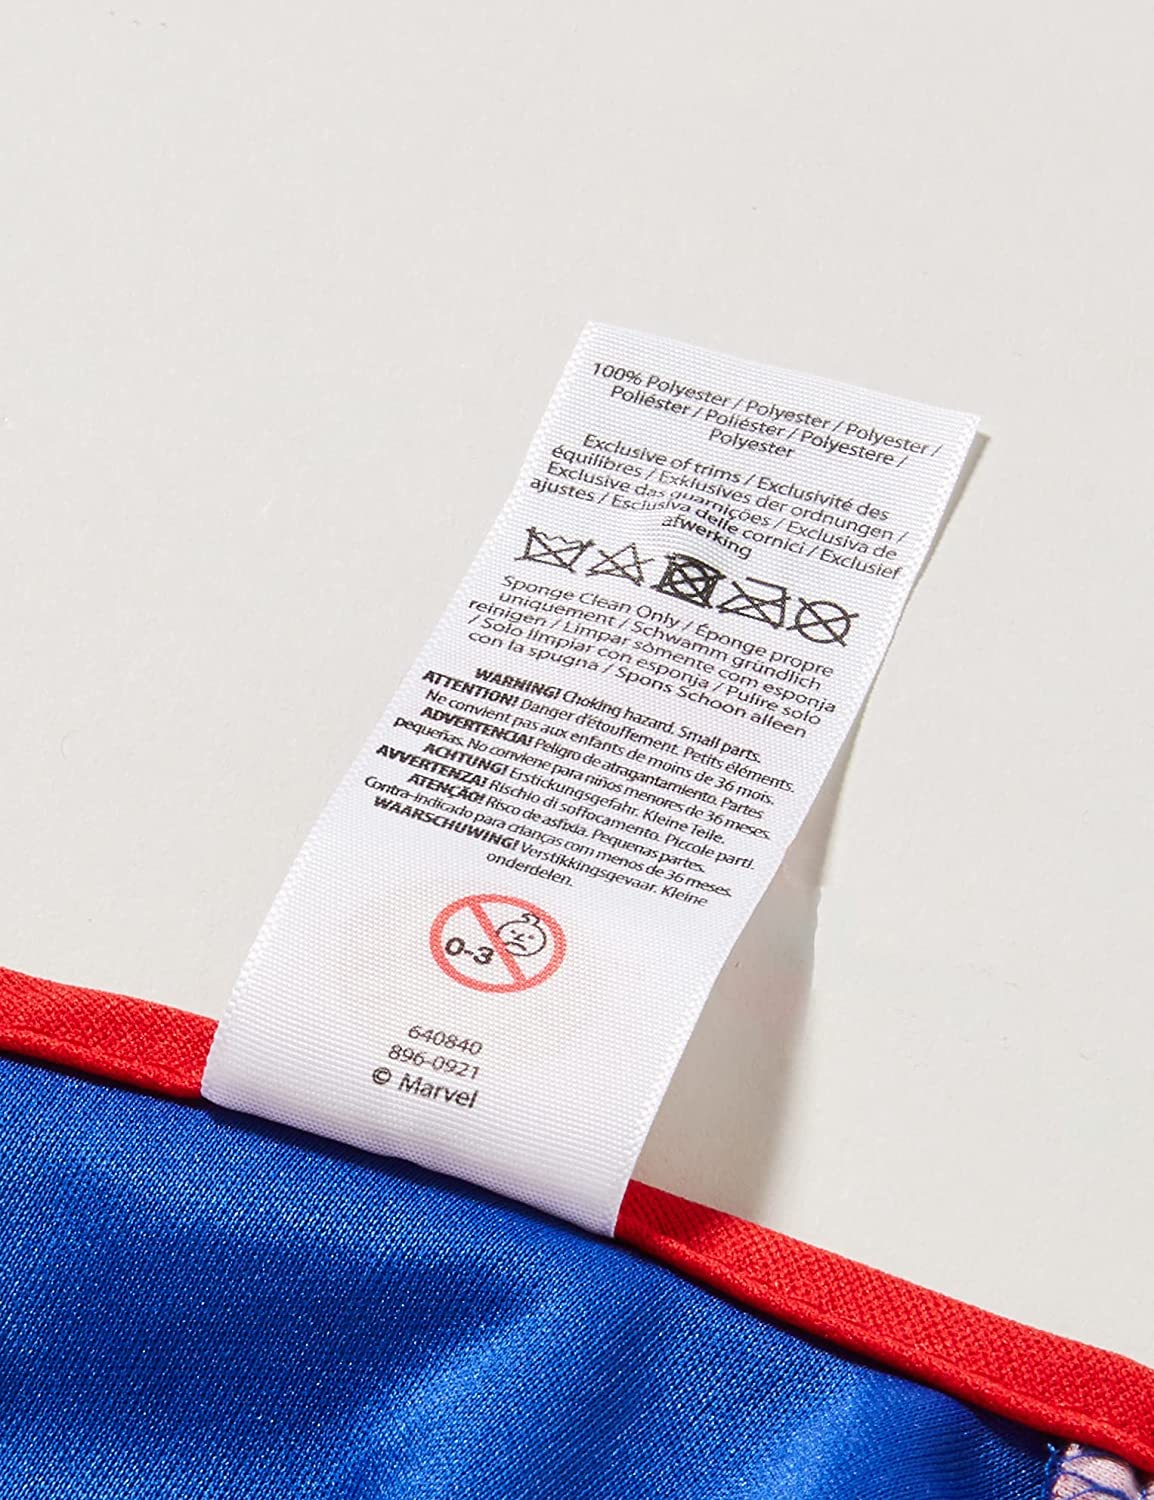 100% Polyester / Polyester / Polyester /
Poliéster / Poliéster / Polyestere /
Polyester
Exclusive of trims / Exclusivité des
équilibres / Exklusives der ordnungen /
Exclusive das guarnições / Exclusiva de
ajustes / Esclusiva delle cornici / Exclusief
afwerking
Sponge Clean Only / Éponge propre
uniquement / Schwamm gründlich
reinigen / Limpar sòmente com esponja
/ Solo limpiar con esponja / Pulire solo
con la spugna / Spons Schoon alleen
WARNING! Choking hazard. Small parts.
ATTENTION! Danger d'étouffement. Petits éléments.
Ne convient pas aux enfants de moins de 36 mois.
ADVERTENCIA! Peligro de atragantamiento. Partes
pequeñas. No conviene para niños menores de 36 meses.
ACHTUNG! Erstickungsgefahr. Kleine Teile.
AVVERTENZA! Rischio di soffocamento. Piccole parti.
ATENÇÃO! Risco de asfixia. Pequenas partes.
Contra-indicado para crianças com menos de 36 meses.
WAARSCHUWING! Verstikkingsgevaar. Kleine
onderdelen.
0-3
640840
896-0921
© Marvel